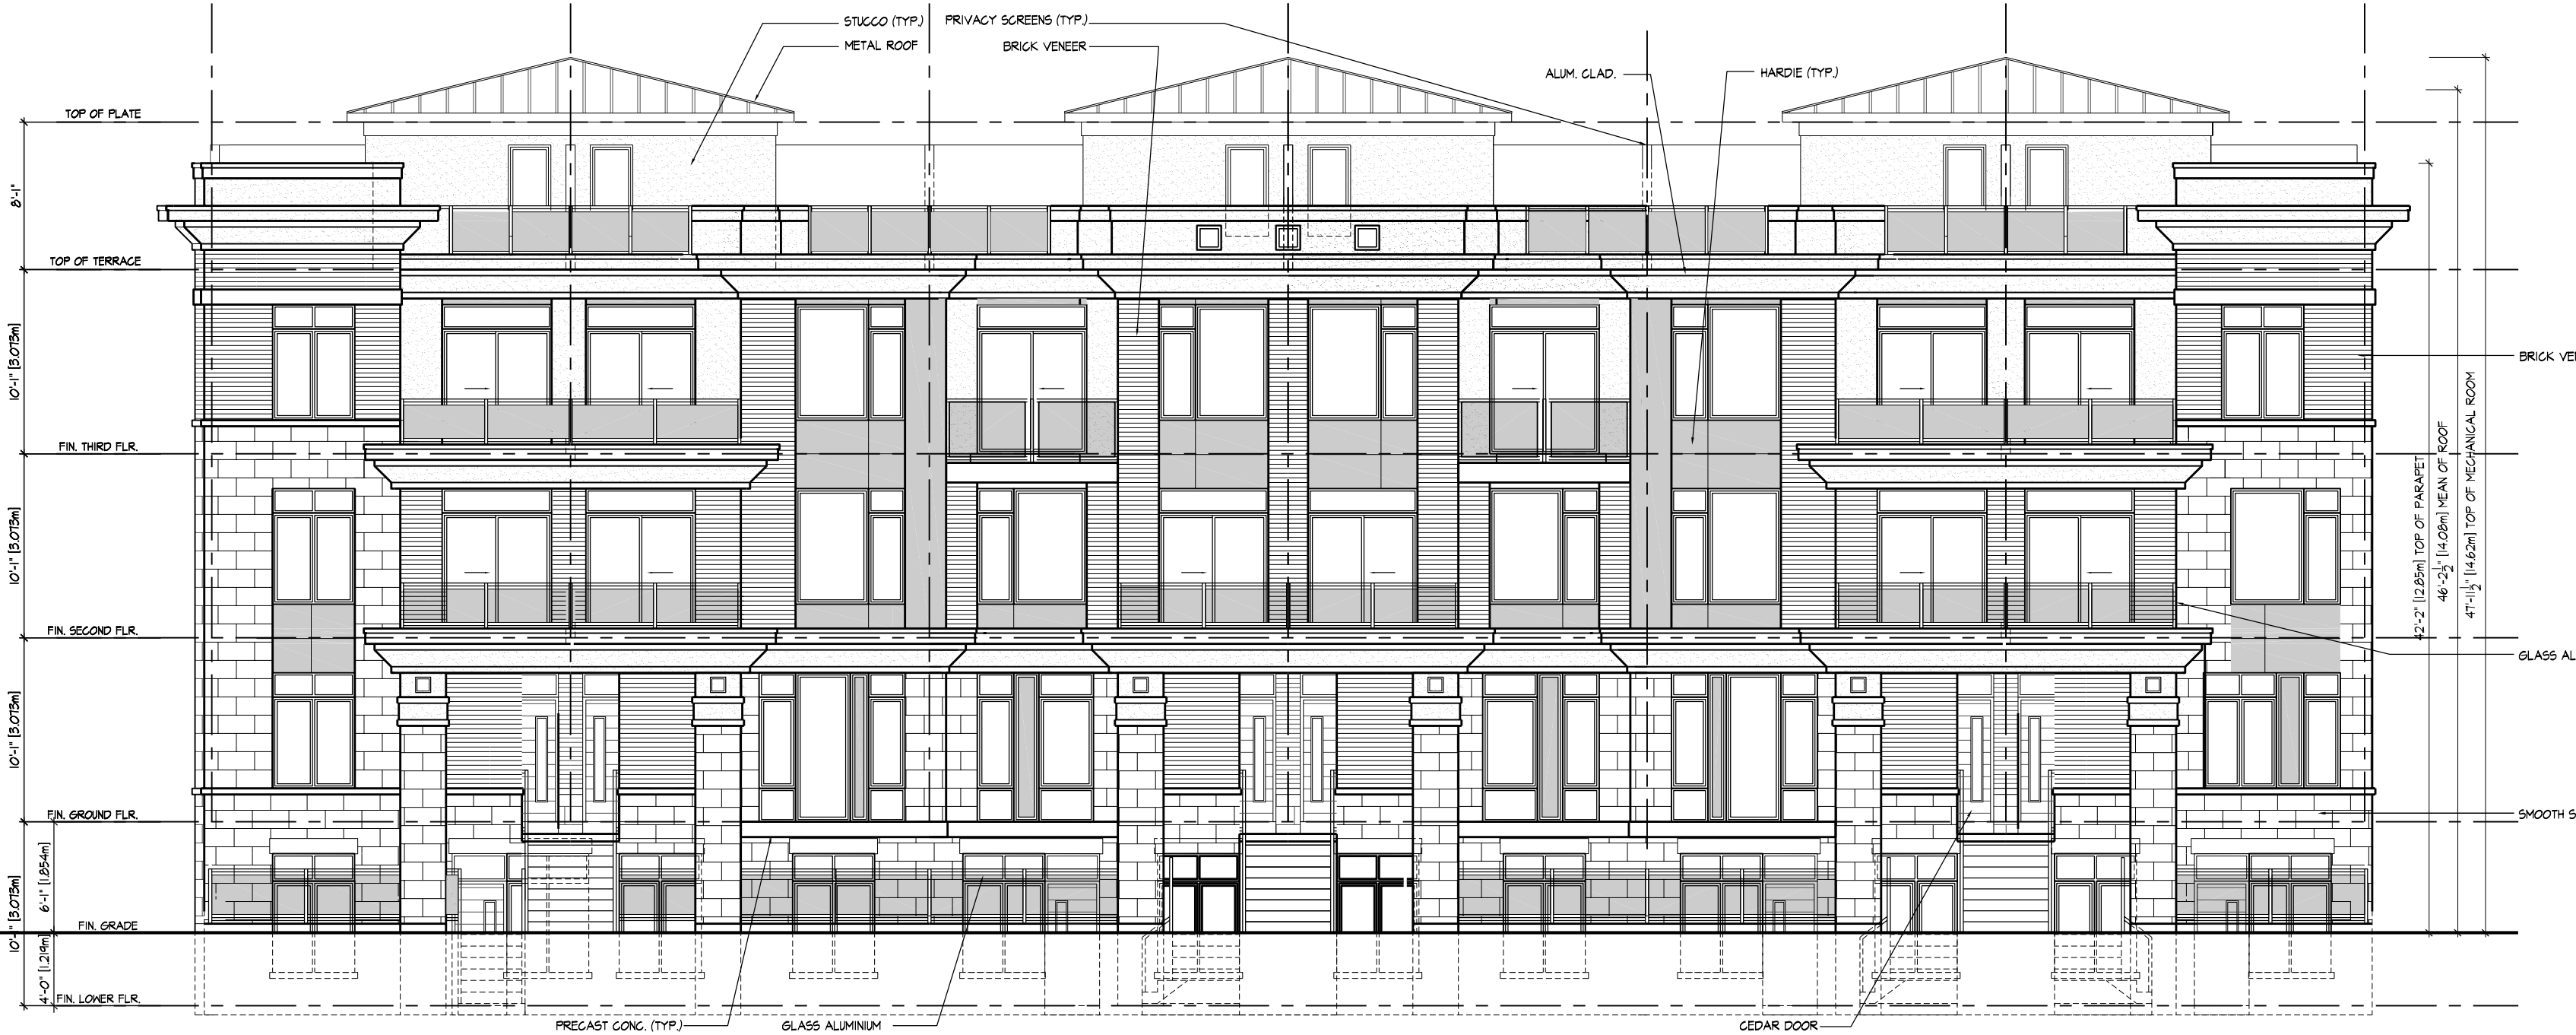 STUCCO (TYP.)
PRIVACY SCREENS (TYP.)
METAL ROOF
BRICK VENEER
ALUM. CLAD.
HARDIE (TYP.)
TOP OF PLATE
8'-1"
TOP OF TERRACE
10'-1" [3.073m]
BRICK VE
FIN. THIRD FLR.
10'-1" [3.073m]
42'-2" [12.85m] TOP OF PARAPET
46'-2½" [14.08m] MEAN OF ROOF
47'-11½" [14.62m] TOP OF MECHANICAL ROOM
FIN. SECOND FLR.
GLASS AL
10'-1" [3.073m]
FIN. GROUND FLR.
SMOOTH S
10'-1" [3.073m]
6'-1" [1.854m]
FIN. GRADE
4'-0" [1.219m]
FIN. LOWER FLR.
PRECAST CONC. (TYP.)
GLASS ALUMINIUM
CEDAR DOOR